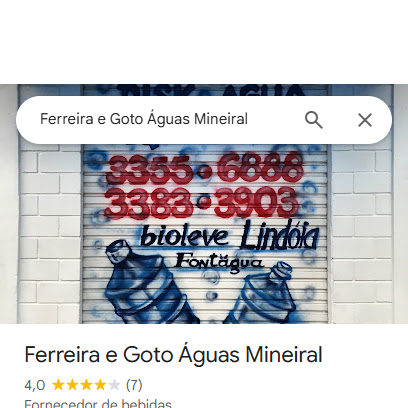 DISK ÁGUA
Ferreira e Goto Águas Mineiral
3355 • 6888
3383 • 3903
bioleve Lindóia
Fontágua
Ferreira e Goto Águas Mineiral
4,0 ★★★★★ (7)
Fornecedor de bebidas